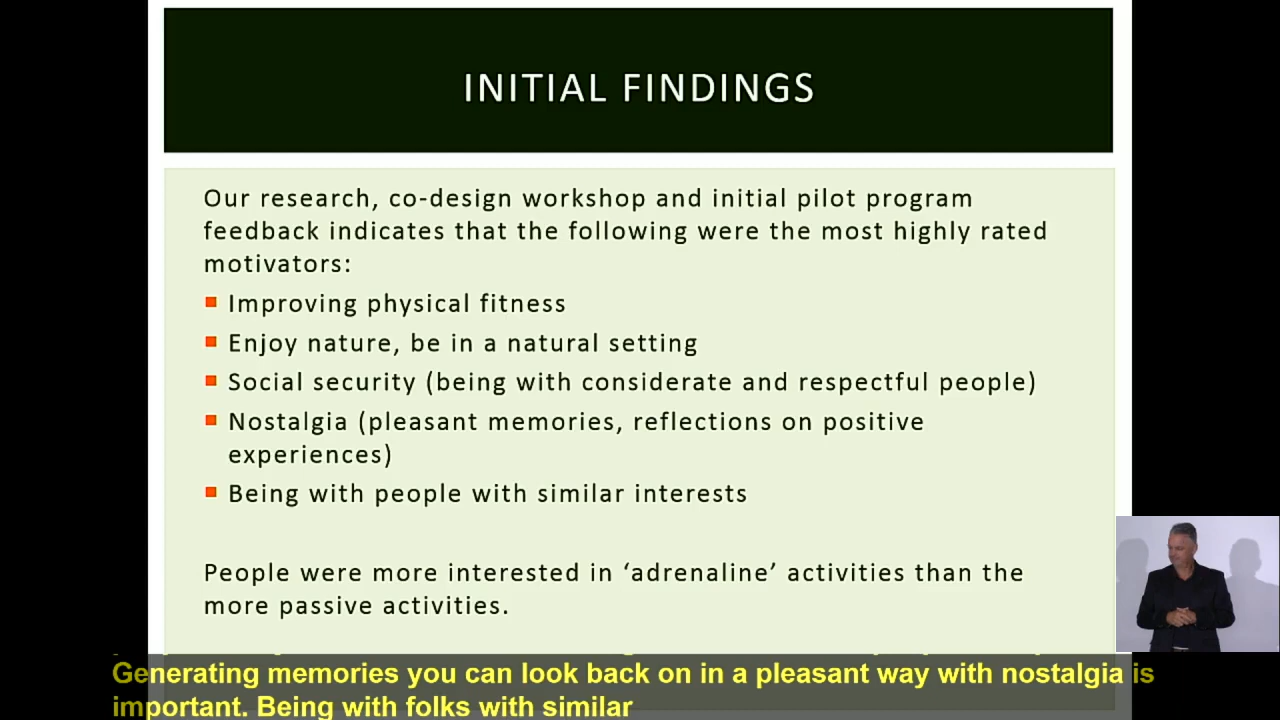 INITIAL FINDINGS
Our research, co-design workshop and initial pilot program
feedback indicates that the following were the most highly rated
motivators:
Improving physical fitness
Enjoy nature, be in a natural setting
Social security (being with considerate and respectful people)
Nostalgia (pleasant memories, reflections on positive
experiences)
Being with people with similar interests
People were more interested in ‘adrenaline’ activities than the
more passive activities.
Generating memories you can look back on in a pleasant way with nostalgia is
important. Being with folks with similar